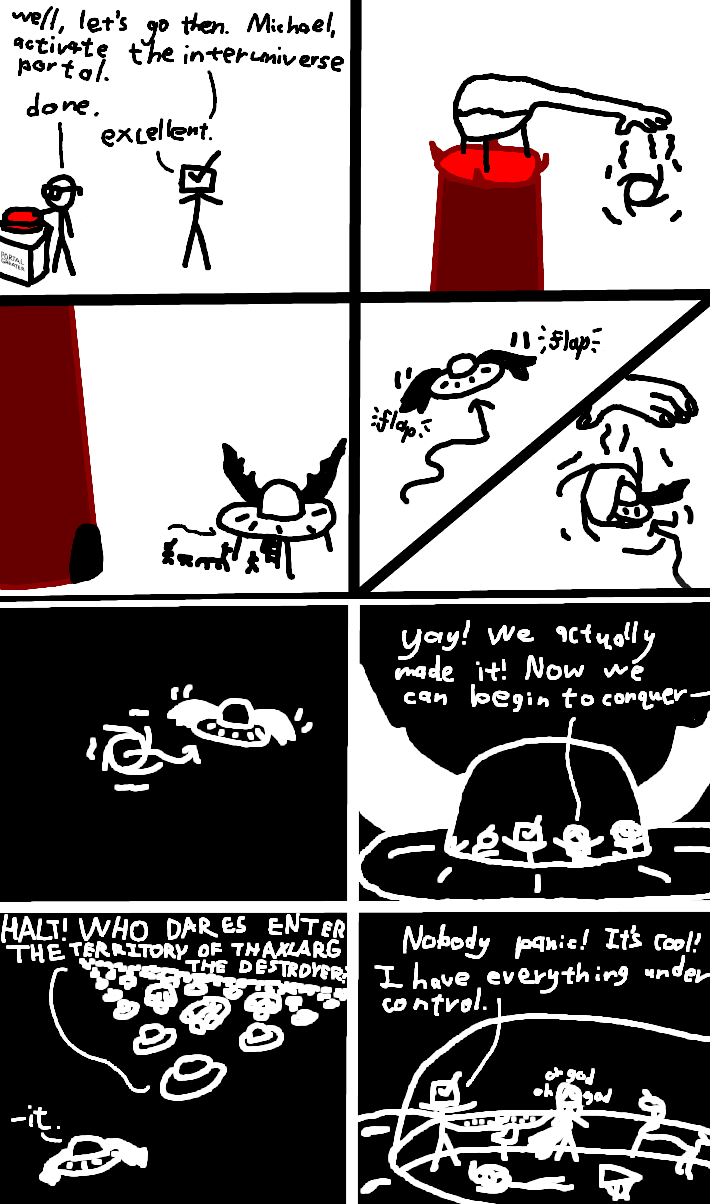 well, let's go then. Michael,
activate the interuniverse
portal.
done.
excellent.
PORTAL
flap
flap
yay! We actually
made it! Now we
can begin to conquer—
HALT! WHO DARES ENTER
THE TERRITORY OF THAXLARG
THE DESTROYER?
-it.
Nobody panic! It's cool!
I have everything under
control.
oh god
oh god